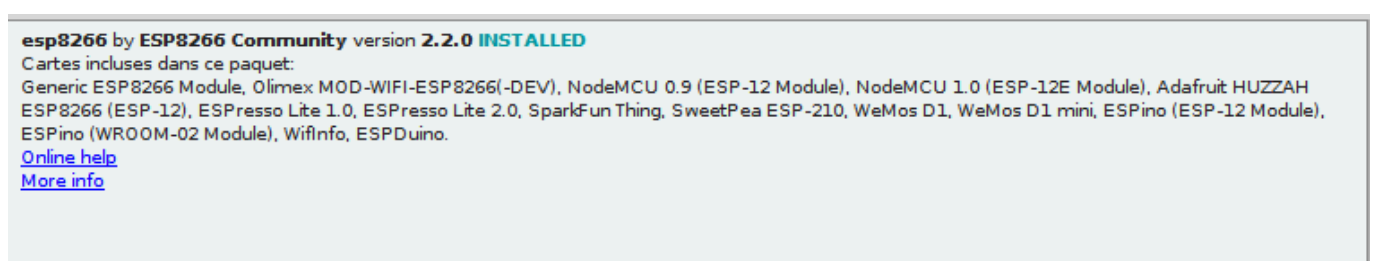 esp8266 by ESP8266 Community version 2.2.0 INSTALLED
Cartes incluses dans ce paquet:
Generic ESP8266 Module, Olimex MOD-WIFI-ESP8266(-DEV), NodeMCU 0.9 (ESP-12 Module), NodeMCU 1.0 (ESP-12E Module), Adafruit HUZZAH
ESP8266 (ESP-12), ESPresso Lite 1.0, ESPresso Lite 2.0, SparkFun Thing, SweetPea ESP-210, WeMos D1, WeMos D1 mini, ESPino (ESP-12 Module),
ESPino (WROOM-02 Module), WifInfo, ESPDuino.
Online help
More info